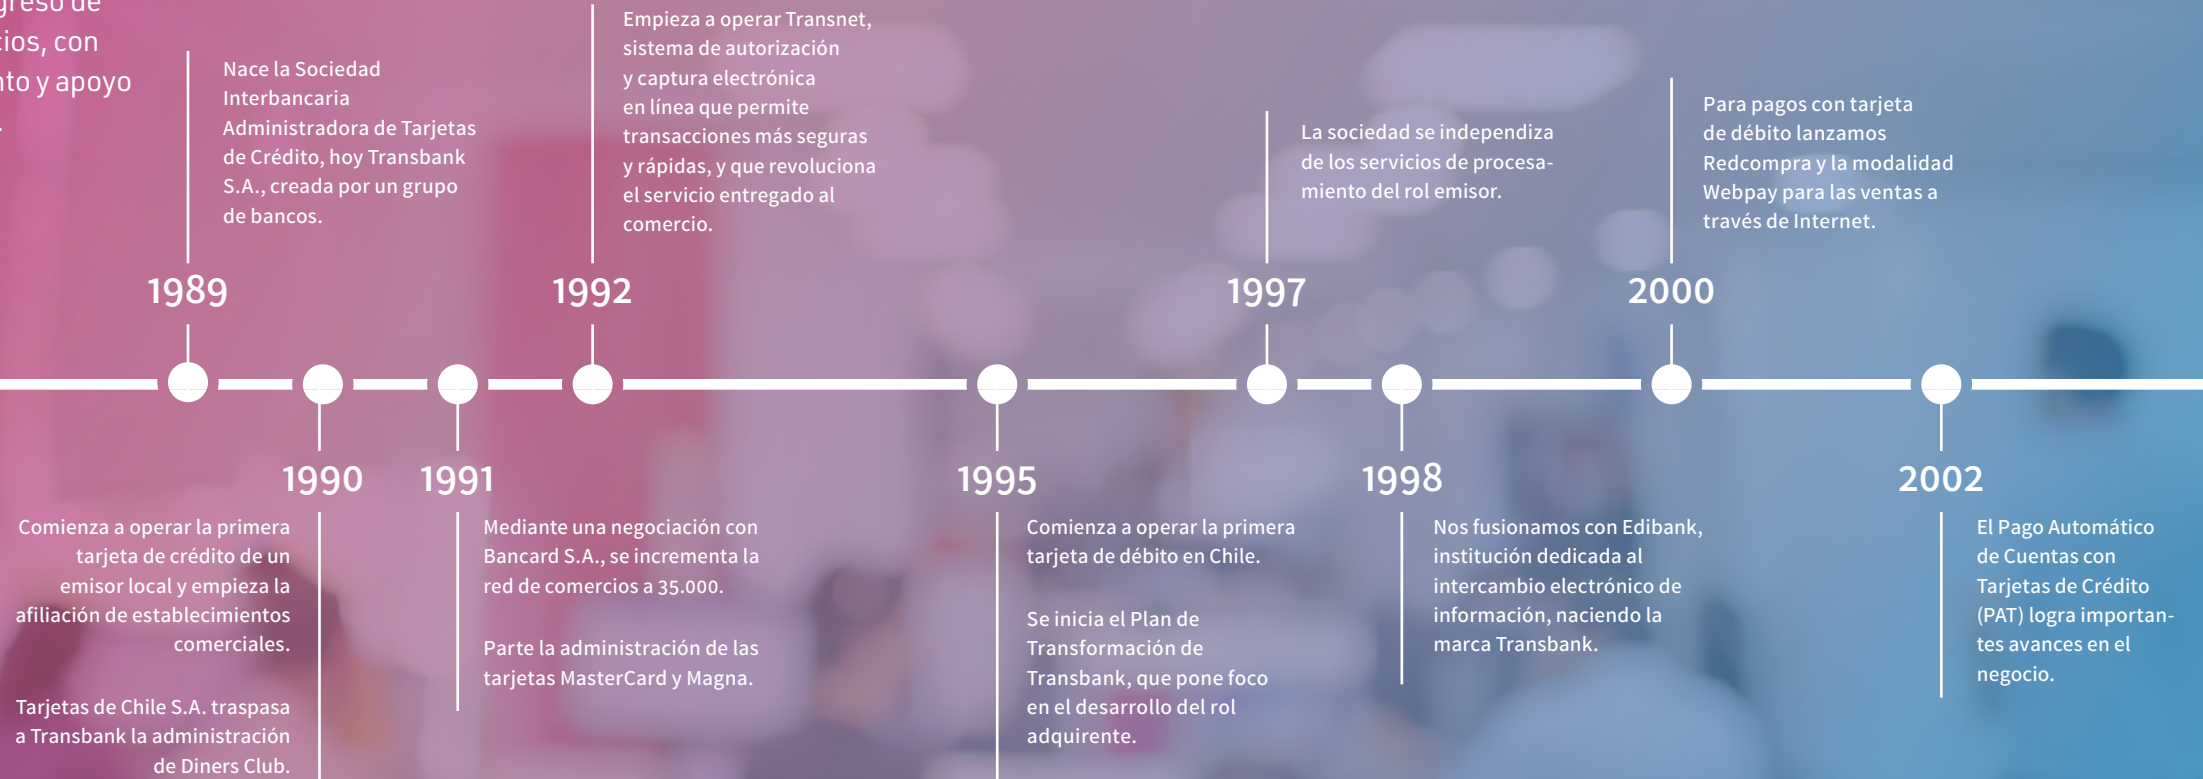 greso de
cios, con
nto y apoyo
.
Nace la Sociedad
Interbancaria
Administradora de Tarjetas
de Crédito, hoy Transbank
S.A., creada por un grupo
de bancos.
1989
Empieza a operar Transnet,
sistema de autorización
y captura electrónica
en línea que permite
transacciones más seguras
y rápidas, y que revoluciona
el servicio entregado al
comercio.
1992
La sociedad se independiza
de los servicios de procesa-
miento del rol emisor.
1997
Para pagos con tarjeta
de débito lanzamos
Redcompra y la modalidad
Webpay para las ventas a
través de Internet.
2000
1990
Comienza a operar la primera
tarjeta de crédito de un
emisor local y empieza la
afiliación de establecimientos
comerciales.
Tarjetas de Chile S.A. traspasa
a Transbank la administración
de Diners Club.
1991
Mediante una negociación con
Bancard S.A., se incrementa la
red de comercios a 35.000.
Parte la administración de las
tarjetas MasterCard y Magna.
1995
Comienza a operar la primera
tarjeta de débito en Chile.
Se inicia el Plan de
Transformación de
Transbank, que pone foco
en el desarrollo del rol
adquirente.
1998
Nos fusionamos con Edibank,
institución dedicada al
intercambio electrónico de
información, naciendo la
marca Transbank.
2002
El Pago Automático
de Cuentas con
Tarjetas de Crédito
(PAT) logra importan-
tes avances en el
negocio.